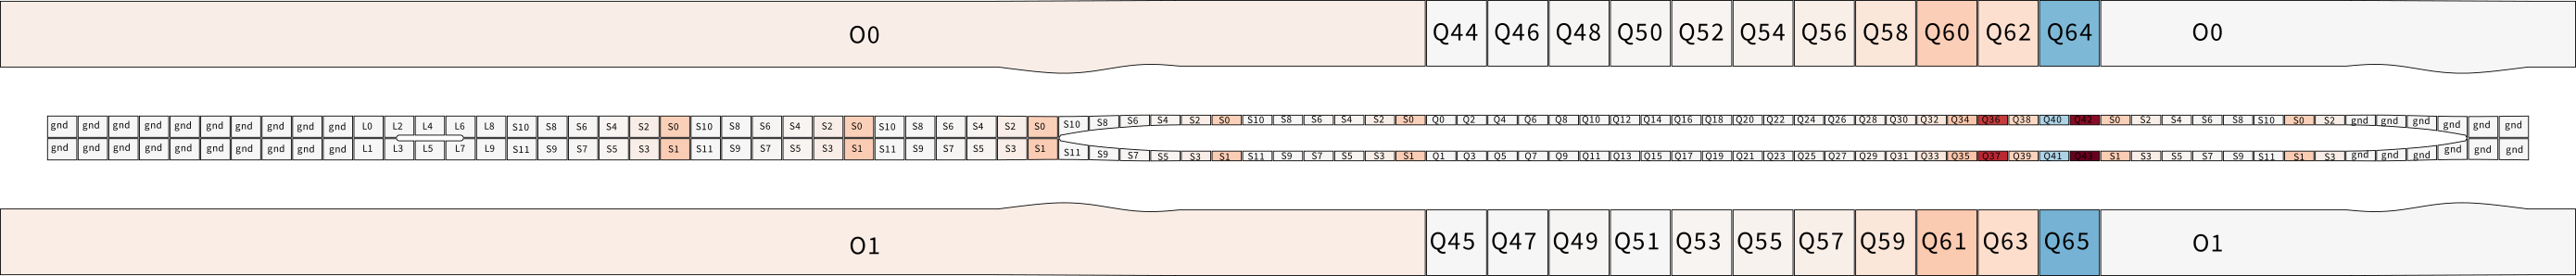 O0 Q44 Q46 Q48 Q50 Q52 Q54 Q56 Q58 Q60 Q62 Q64 O0
gnd gnd gnd gnd gnd gnd gnd gnd gnd gnd L0 L2 L4 L6 L8 S10 S8 S6 S4 S2 S0 S10 S8 S6 S4 S2 S0 S10 S8 S6 S4 S2 S0 S10 S8 S6 S4 S2 S0 S10 S8 S6 S4 S2 S0 Q0 Q2 Q4 Q6 Q8 Q10 Q12 Q14 Q16 Q18 Q20 Q22 Q24 Q26 Q28 Q30 Q32 Q34 Q36 Q38 Q40 Q42 S0 S2 S4 S6 S8 S10 S0 S2 gnd gnd gnd gnd gnd gnd
gnd gnd gnd gnd gnd gnd gnd gnd gnd gnd L1 L3 L5 L7 L9 S11 S9 S7 S5 S3 S1 S11 S9 S7 S5 S3 S1 S11 S9 S7 S5 S3 S1 S11 S9 S7 S5 S3 S1 S11 S9 S7 S5 S3 S1 Q1 Q3 Q5 Q7 Q9 Q11 Q13 Q15 Q17 Q19 Q21 Q23 Q25 Q27 Q29 Q31 Q33 Q35 Q37 Q39 Q41 Q43 S1 S3 S5 S7 S9 S11 S1 S3 gnd gnd gnd gnd gnd gnd
O1 Q45 Q47 Q49 Q51 Q53 Q55 Q57 Q59 Q61 Q63 Q65 O1